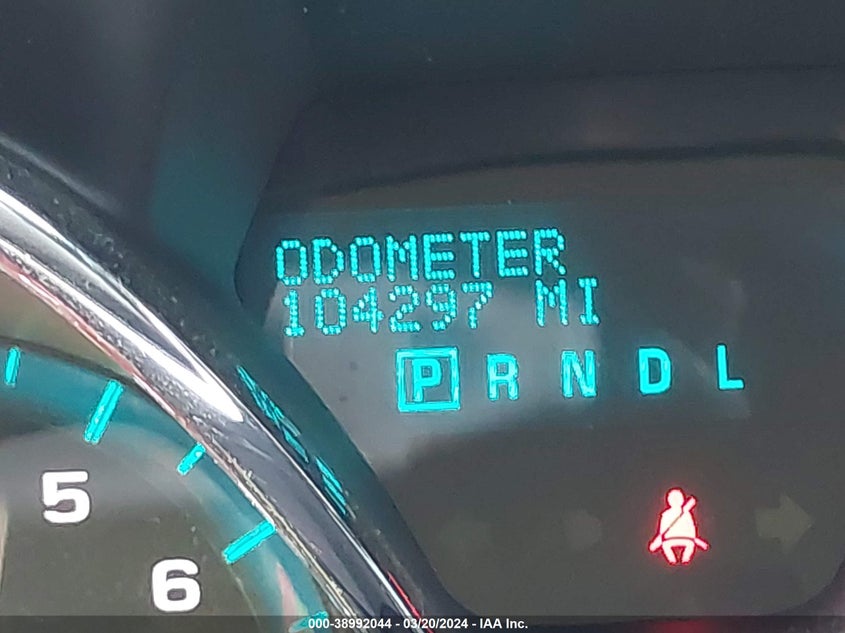 ODOMETER
104297 MI
P R N D L
5
6
000-38992044 - 03/20/2024 - IAA Inc.